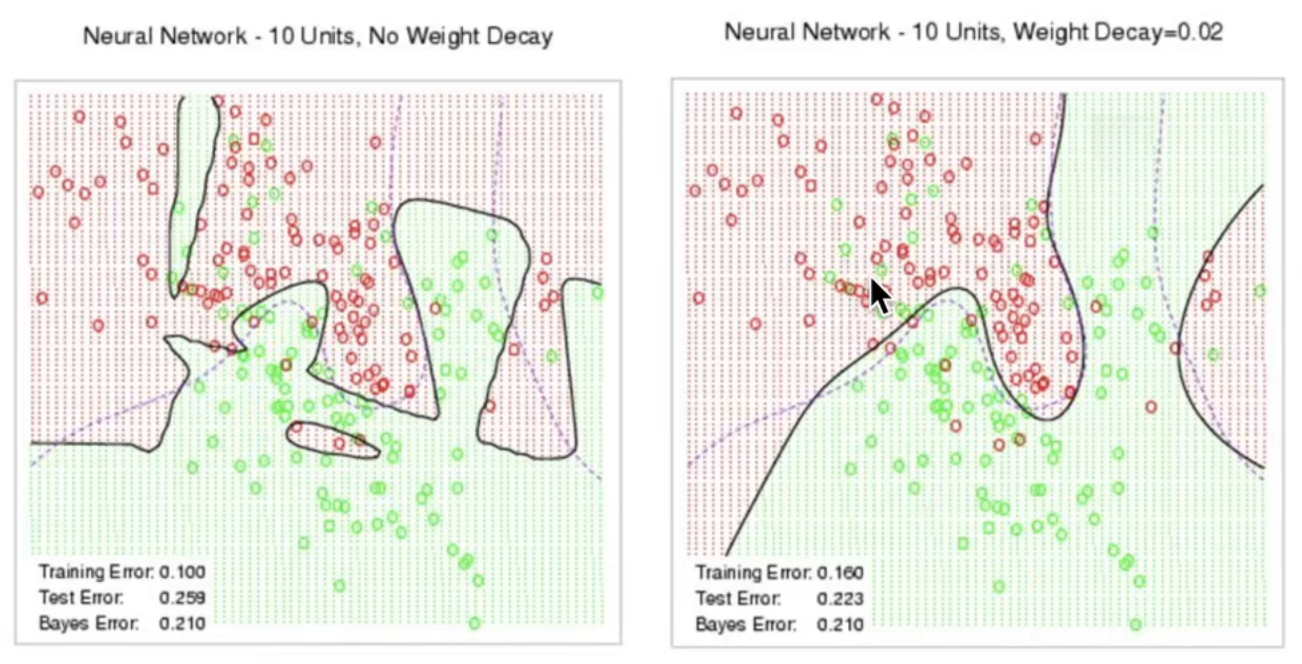 Neural Network - 10 Units, No Weight Decay
Training Error: 0.100
Test Error: 0.259
Bayes Error: 0.210
Neural Network - 10 Units, Weight Decay=0.02
Training Error: 0.160
Test Error: 0.223
Bayes Error: 0.210